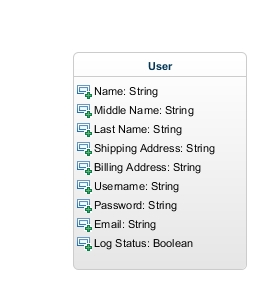 User
Name: String
Middle Name: String
Last Name: String
Shipping Address: String
Billing Address: String
Username: String
Password: String
Email: String
Log Status: Boolean